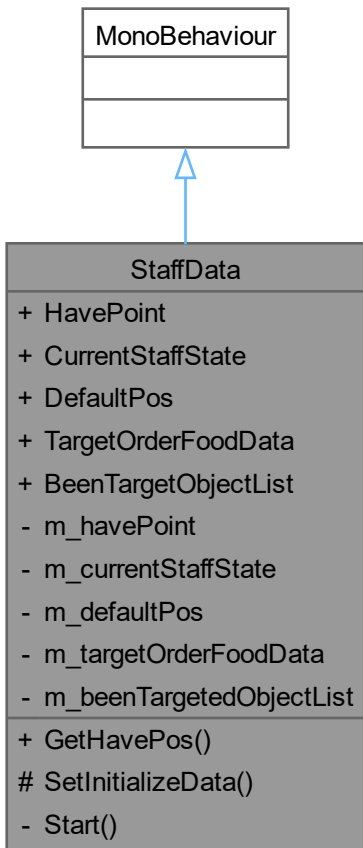 MonoBehaviour
StaffData
+ HavePoint
+ CurrentStaffState
+ DefaultPos
+ TargetOrderFoodData
+ BeenTargetObjectList
- m_havePoint
- m_currentStaffState
- m_defaultPos
- m_targetOrderFoodData
- m_beenTargetedObjectList
+ GetHavePos()
# SetInitializeData()
- Start()